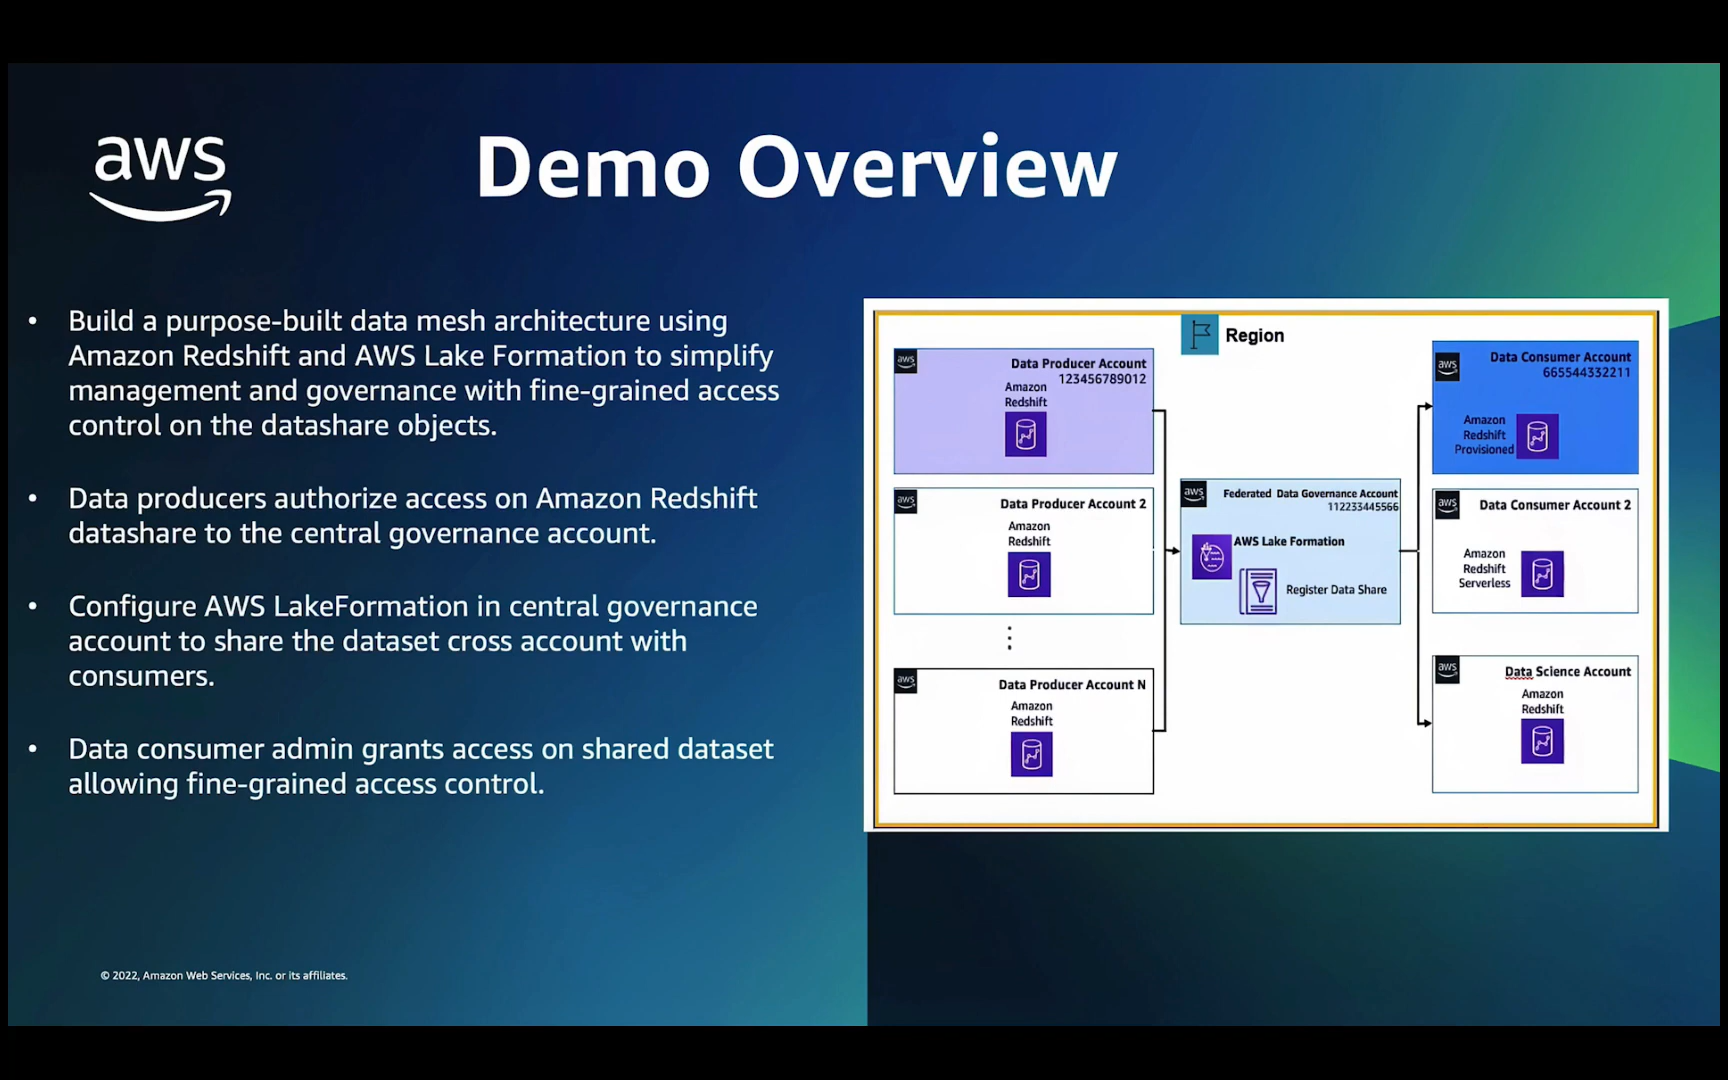 aws
Demo Overview
• Build a purpose-built data mesh architecture using
Amazon Redshift and AWS Lake Formation to simplify
management and governance with fine-grained access
control on the datashare objects.
• Data producers authorize access on Amazon Redshift
datashare to the central governance account.
• Configure AWS LakeFormation in central governance
account to share the dataset cross account with
consumers.
• Data consumer admin grants access on shared dataset
allowing fine-grained access control.
Region
aws
Data Producer Account
123456789012
Amazon
Redshift
aws
Data Producer Account 2
Amazon
Redshift
aws
Data Producer Account N
Amazon
Redshift
aws
Federated Data Governance Account
112233445566
AWS Lake Formation
Register Data Share
aws
Data Consumer Account
665544332211
Amazon
Redshift
Provisioned
aws
Data Consumer Account 2
Amazon
Redshift
Serverless
aws
Data Science Account
Amazon
Redshift
© 2022, Amazon Web Services, Inc. or its affiliates.